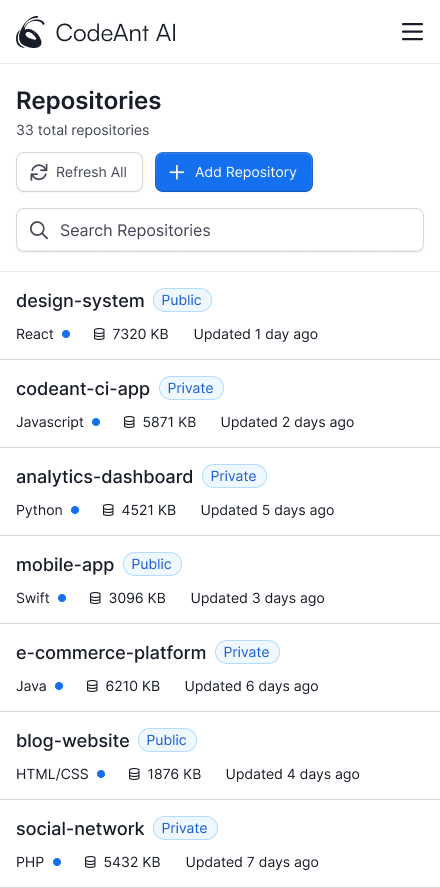 CodeAnt AI
Repositories
33 total repositories
Refresh All
Add Repository
Search Repositories
design-system Public
React 7320 KB Updated 1 day ago
codeant-ci-app Private
Javascript 5871 KB Updated 2 days ago
analytics-dashboard Private
Python 4521 KB Updated 5 days ago
mobile-app Public
Swift 3096 KB Updated 3 days ago
e-commerce-platform Private
Java 6210 KB Updated 6 days ago
blog-website Public
HTML/CSS 1876 KB Updated 4 days ago
social-network Private
PHP 5432 KB Updated 7 days ago